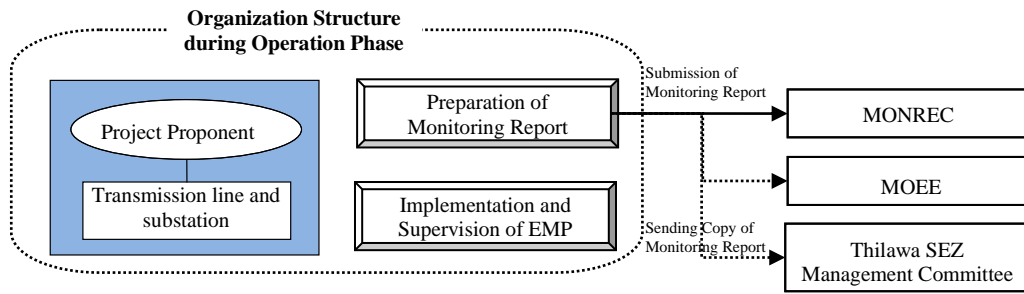 Organization Structure
during Operation Phase
Project Proponent
Transmission line and
substation
Preparation of
Monitoring Report
Implementation and
Supervision of EMP
Submission of
Monitoring Report
Sending Copy of
Monitoring Report
MONREC
MOEE
Thilawa SEZ
Management Committee